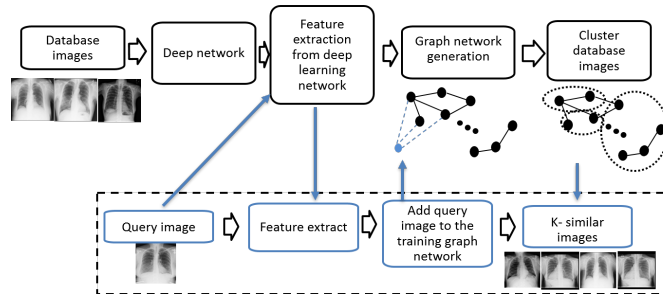 Database
images
Deep network
Feature
extraction
from deep
learning
network
Graph network
generation
Cluster
database
images
Query image
Feature extract
Add query
image to the
training graph
network
K- similar
images